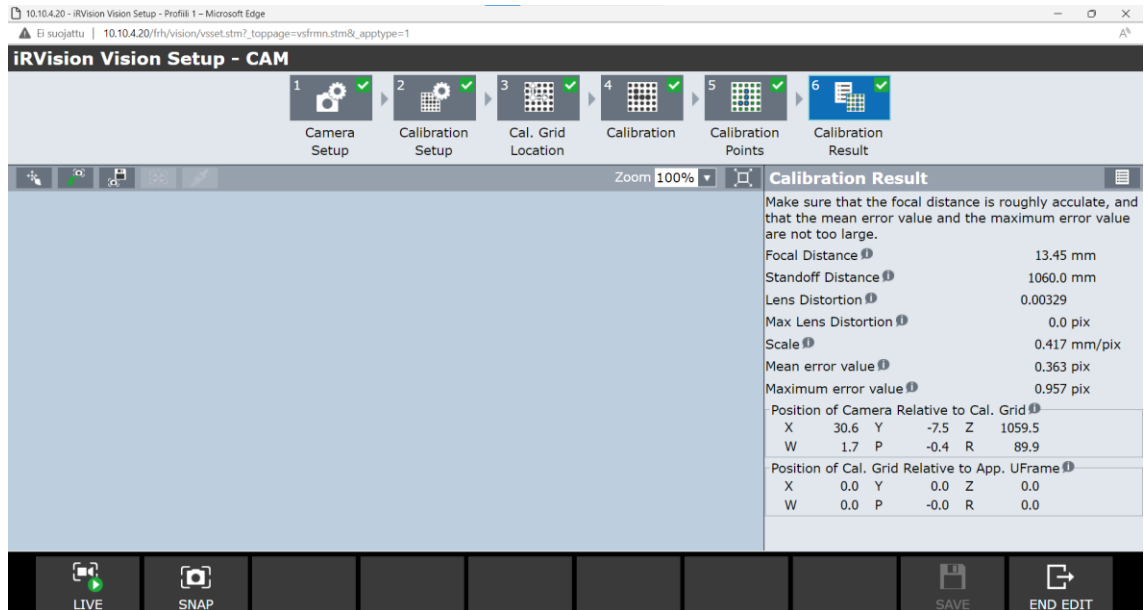 10.10.4.20 - iRVision Vision Setup - Profiili 1 – Microsoft Edge
Ei suojattu | 10.10.4.20/frh/vision/vsset.stm?_toppage=vsfrmn.stm&_apptype=1
iRVision Vision Setup - CAM
1 2 3 4 5 6
Camera Setup
Calibration Setup
Cal. Grid Location
Calibration
Calibration Points
Calibration Result
Zoom 100%
Calibration Result
Make sure that the focal distance is roughly acculate, and
that the mean error value and the maximum error value
are not too large.
Focal Distance 13.45 mm
Standoff Distance 1060.0 mm
Lens Distortion 0.00329
Max Lens Distortion 0.0 pix
Scale 0.417 mm/pix
Mean error value 0.363 pix
Maximum error value 0.957 pix
Position of Camera Relative to Cal. Grid
X 30.6 Y -7.5 Z 1059.5
W 1.7 P -0.4 R 89.9
Position of Cal. Grid Relative to App. UFrame
X 0.0 Y 0.0 Z 0.0
W 0.0 P -0.0 R 0.0
LIVE SNAP SAVE END EDIT